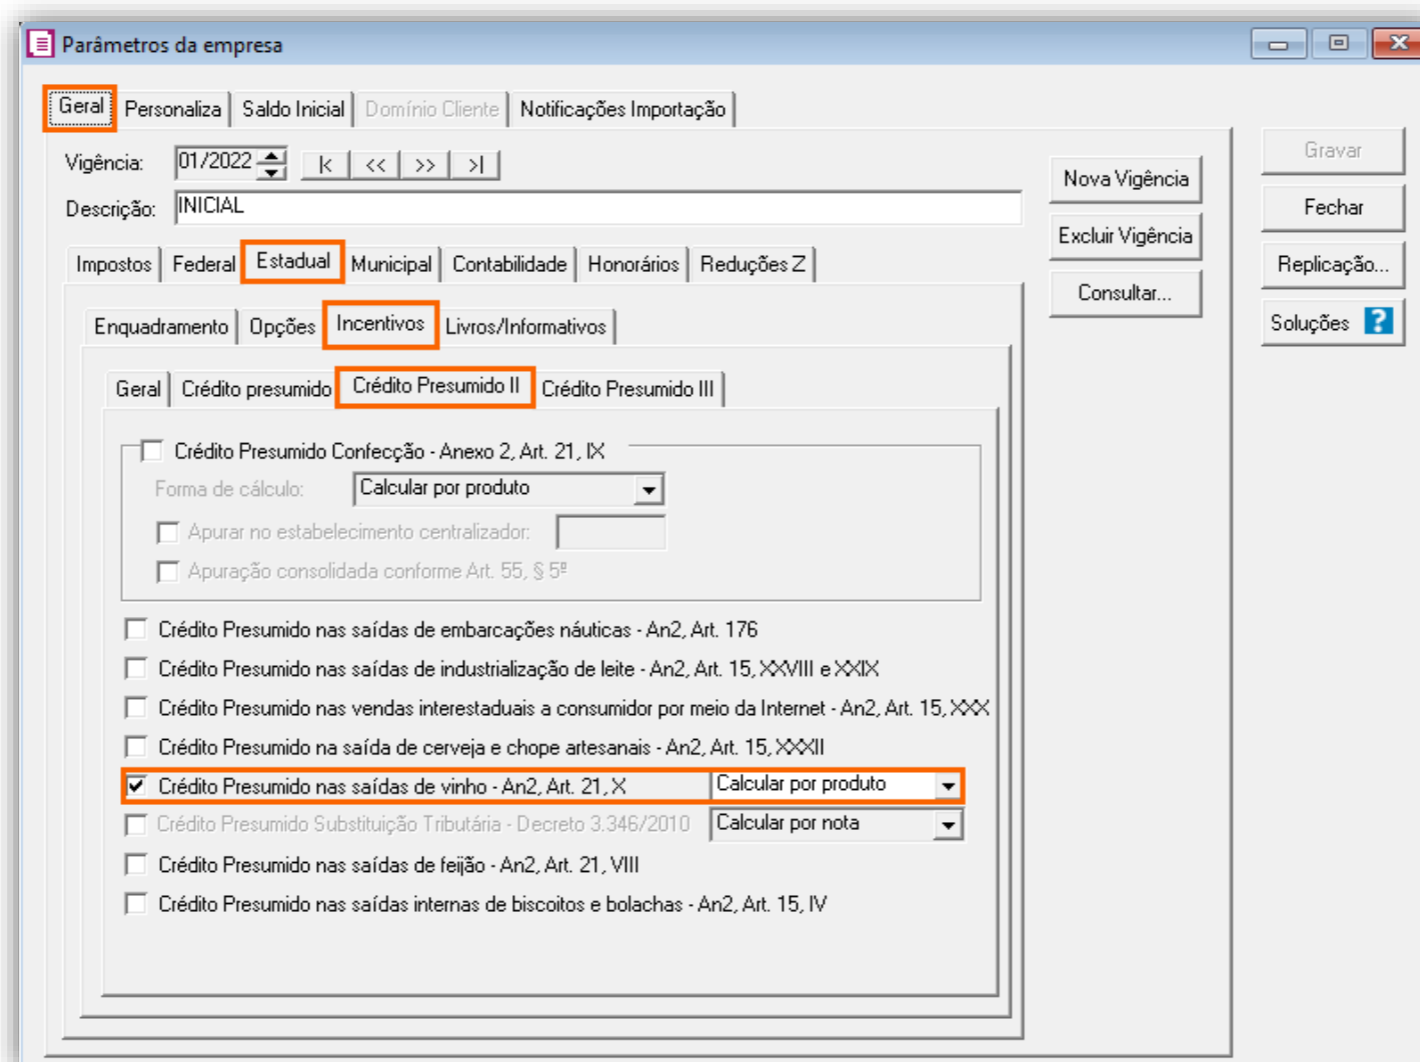 Parâmetros da empresa
Geral Personaliza Saldo Inicial Domínio Cliente Notificações Importação
Vigência: 01/2022 |< << >> >|
Descrição: INICIAL
Nova Vigência
Excluir Vigência
Consultar...
Gravar
Fechar
Replicação...
Soluções ?
Impostos Federal Estadual Municipal Contabilidade Honorários Reduções Z
Enquadramento Opções Incentivos Livros/Informativos
Geral Crédito presumido Crédito Presumido II Crédito Presumido III
Crédito Presumido Confecção - Anexo 2, Art. 21, IX
Forma de cálculo: Calcular por produto
Apurar no estabelecimento centralizador:
Apuração consolidada conforme Art. 55, § 5º
Crédito Presumido nas saídas de embarcações náuticas - An2, Art. 176
Crédito Presumido nas saídas de industrialização de leite - An2, Art. 15, XXVIII e XXIX
Crédito Presumido nas vendas interestaduais a consumidor por meio da Internet - An2, Art. 15, XXX
Crédito Presumido na saída de cerveja e chope artesanais - An2, Art. 15, XXXII
Crédito Presumido nas saídas de vinho - An2, Art. 21, X Calcular por produto
Crédito Presumido Substituição Tributária - Decreto 3.346/2010 Calcular por nota
Crédito Presumido nas saídas de feijão - An2, Art. 21, VIII
Crédito Presumido nas saídas internas de biscoitos e bolachas - An2, Art. 15, IV